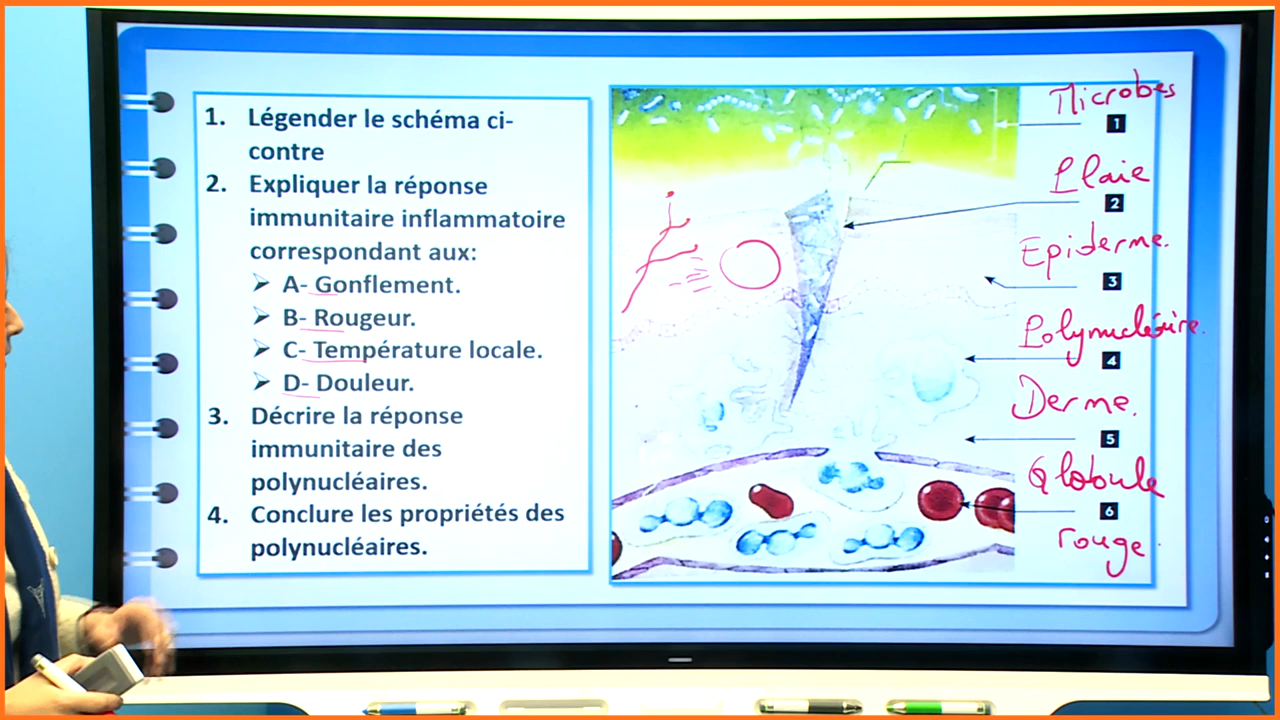 1. Légender le schéma ci-
contre
2. Expliquer la réponse
immunitaire inflammatoire
correspondant aux:
➢ A- Gonflement.
➢ B- Rougeur.
➢ C- Température locale.
➢ D- Douleur.
3. Décrire la réponse
immunitaire des
polynucléaires.
4. Conclure les propriétés des
polynucléaires.
Microbes
1
Plaie
2
Epiderme.
3
Polynucléaire.
4
Derme.
5
Globule
6
rouge